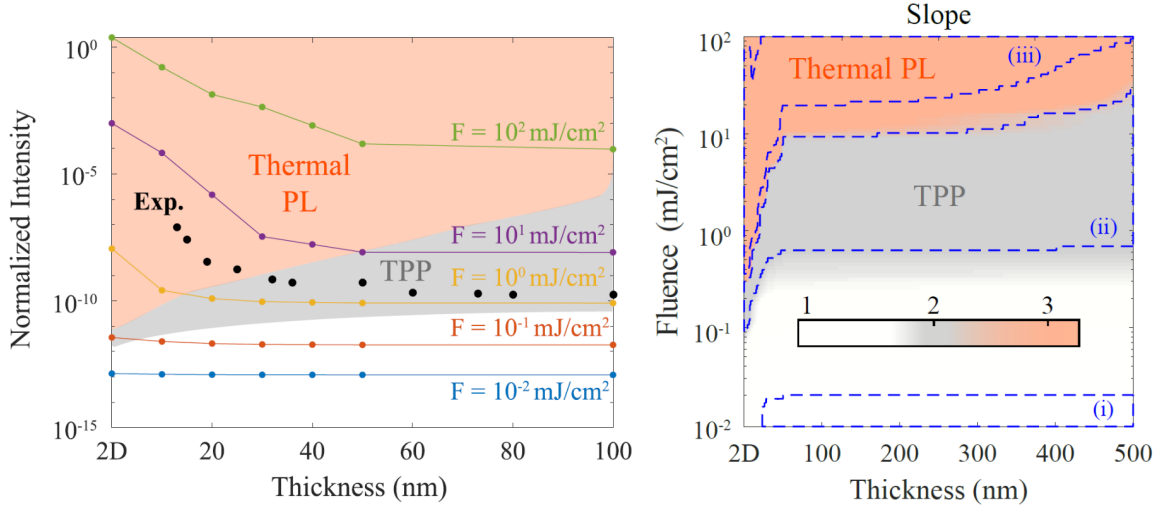 Normalized Intensity
10^0
10^-5
10^-10
10^-15
2D 20 40 60 80 100
Thickness (nm)
F = 10^2 mJ/cm^2
Thermal
PL
Exp.
F = 10^1 mJ/cm^2
TPP
F = 10^0 mJ/cm^2
F = 10^-1 mJ/cm^2
F = 10^-2 mJ/cm^2
Slope
Fluence (mJ/cm^2)
10^2
10^1
10^0
10^-1
10^-2
2D 100 200 300 400 500
Thickness (nm)
Thermal PL
(iii)
TPP
(ii)
1 2 3
(i)